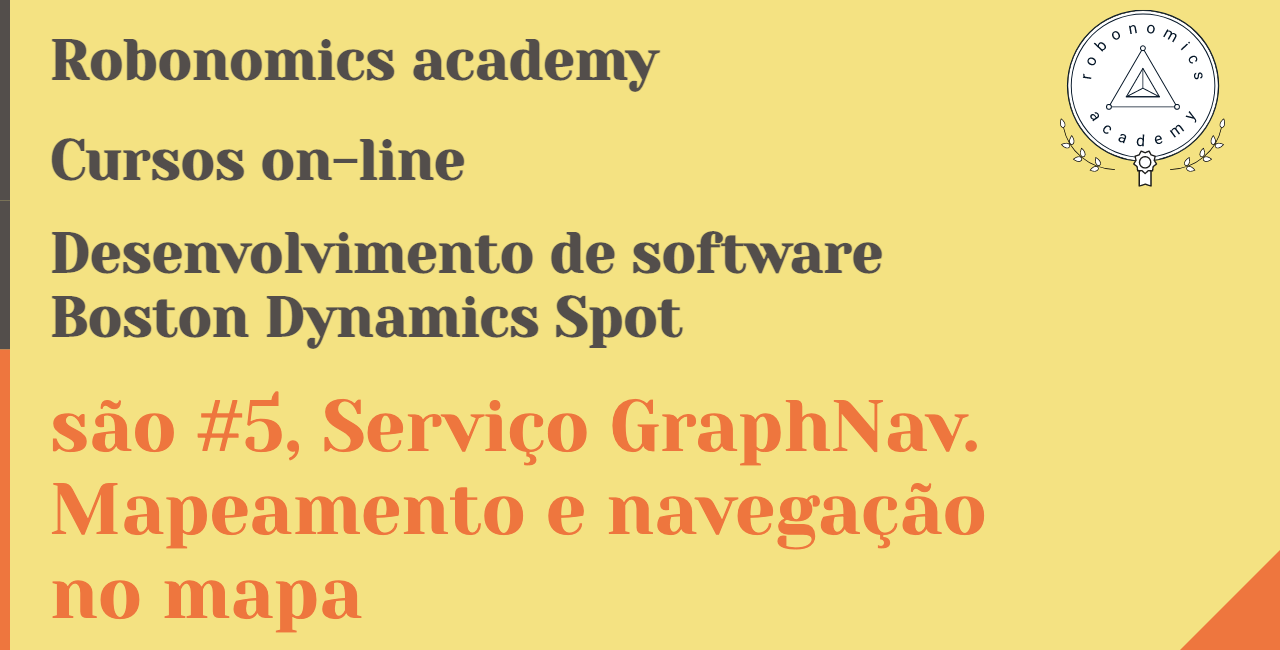 Robonomics academy
robonomics
academy
Cursos on-line
Desenvolvimento de software
Boston Dynamics Spot
são #5, Serviço GraphNav.
Mapeamento e navegação
no mapa